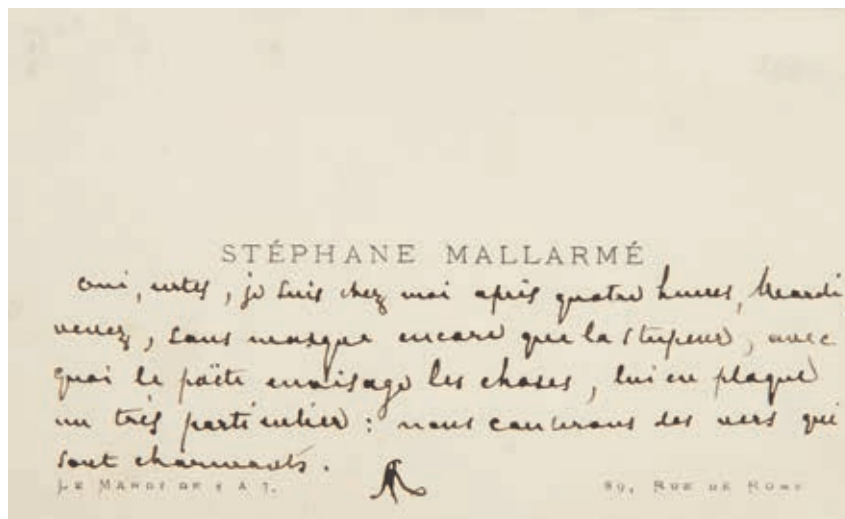 STÉPHANE MALLARMÉ
oui, certes, je suis chez moi après quatre heures, Mardi
venez, sans masque encore que la stupeur, avec
quoi le poëte envisage les choses, lui en plaque
un très particulier : nous causerons des vers qui
sont charmants.
LE MARDI DE 4 A 7.
89, RUE DE ROME